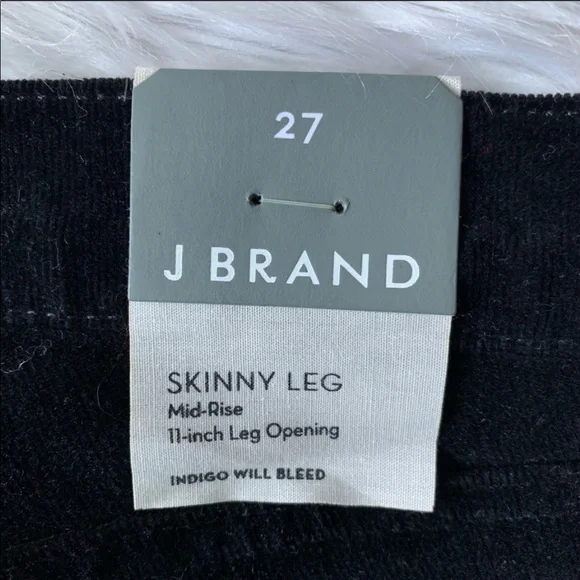 27
J BRAND
SKINNY LEG
Mid-Rise
11-inch Leg Opening
INDIGO WILL BLEED